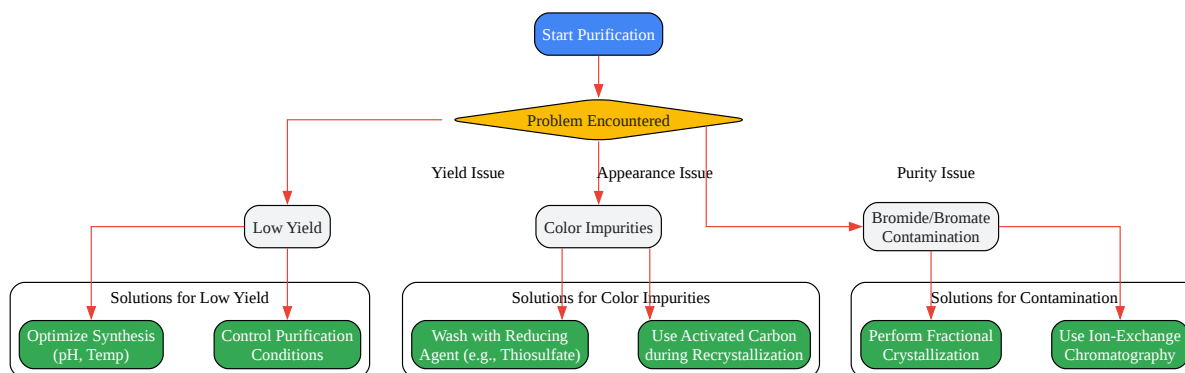 Start Purification
Problem Encountered
Yield Issue
Appearance Issue
Purity Issue
Low Yield
Color Impurities
Bromide/Bromate
Contamination
Solutions for Low Yield
Solutions for Color Impurities
Solutions for Contamination
Optimize Synthesis
(pH, Temp)
Control Purification
Conditions
Wash with Reducing
Agent (e.g., Thiosulfate)
Use Activated Carbon
during Recrystallization
Perform Fractional
Crystallization
Use Ion-Exchange
Chromatography